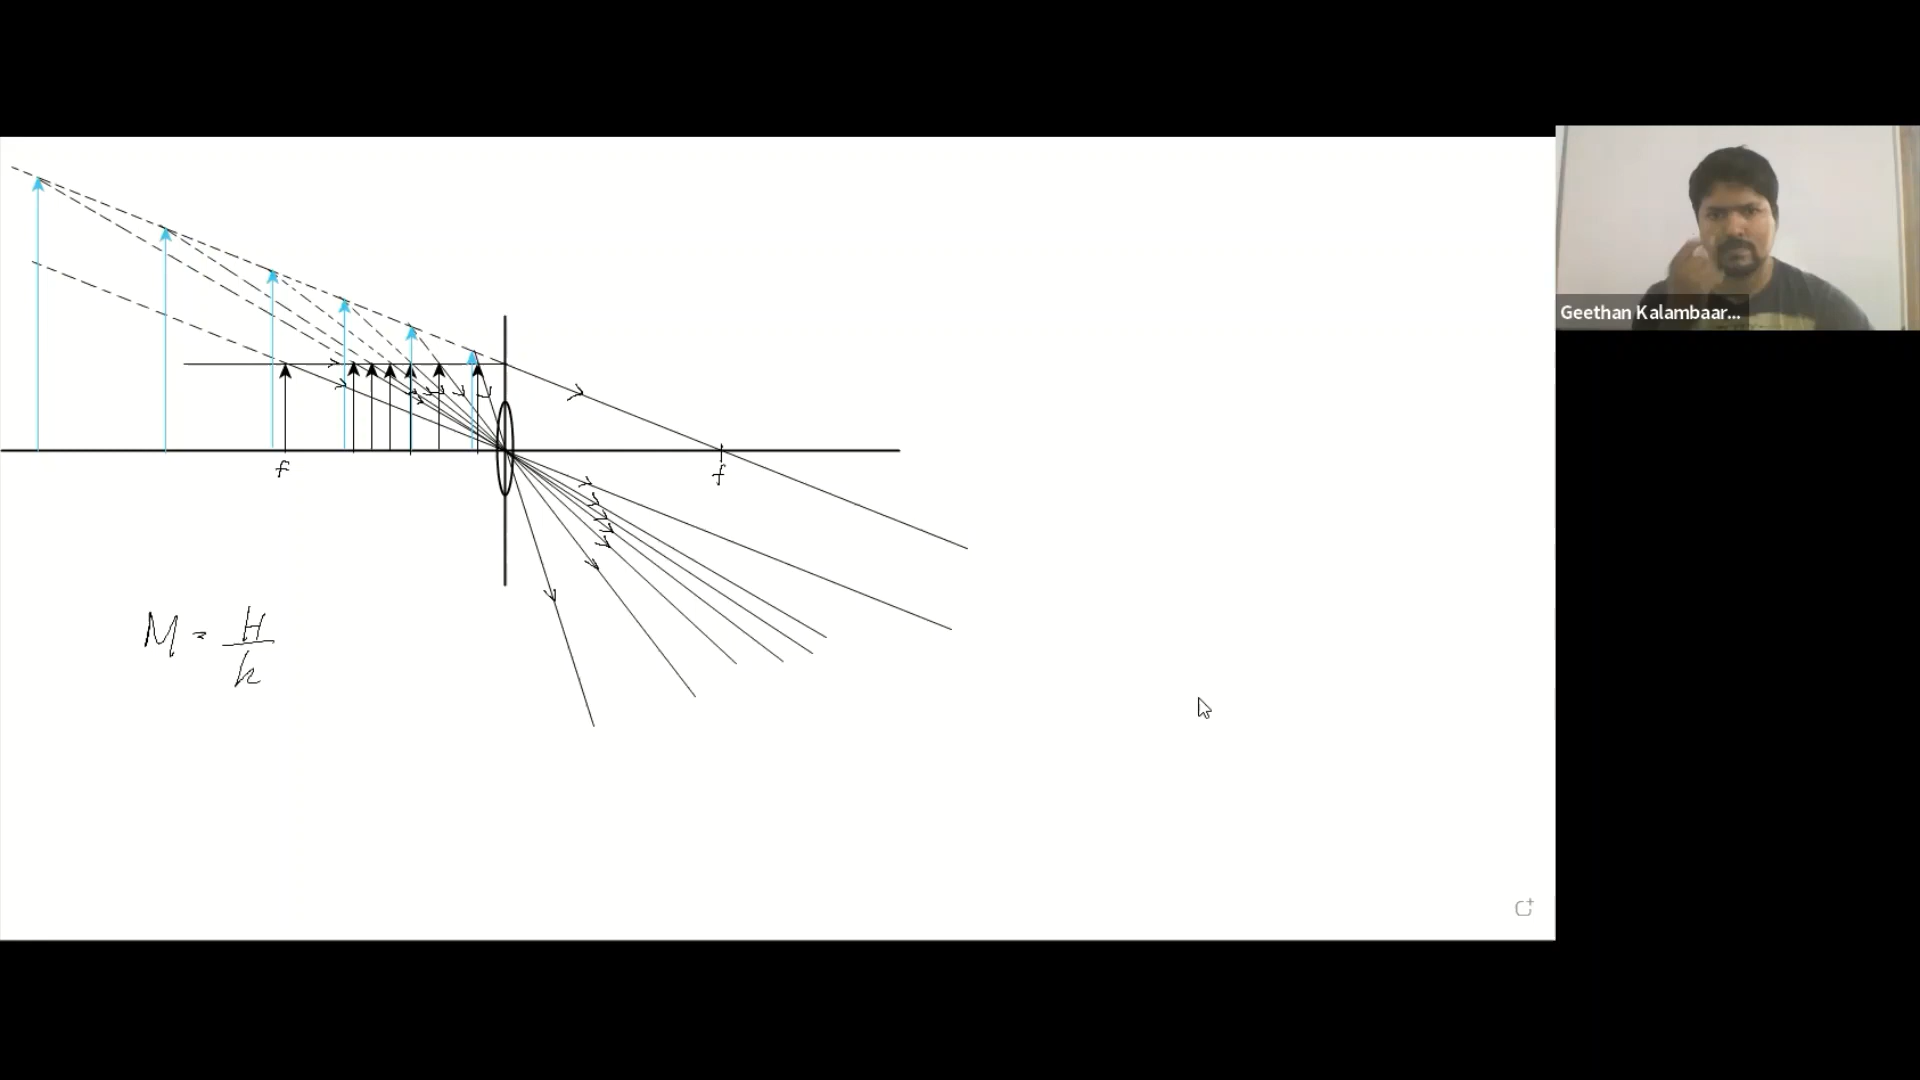 Geethan Kalambaar...
f
f
M = H
h